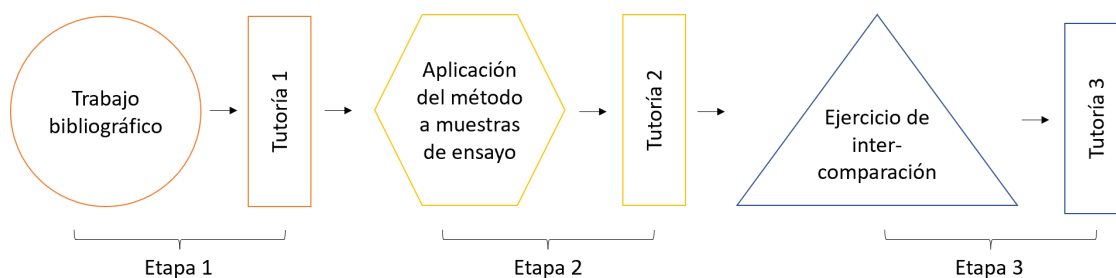 Trabajo
bibliográfico
Tutoría 1
Aplicación
del método
a muestras
de ensayo
Tutoría 2
Ejercicio de
inter-
comparación
Tutoría 3
Etapa 1
Etapa 2
Etapa 3